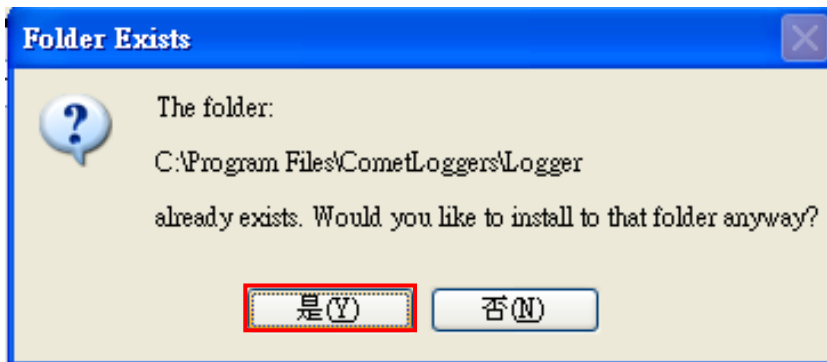 Folder Exists
The folder:
C:\Program Files\CometLoggers\Logger
already exists. Would you like to install to that folder anyway?
是(Y)
否(N)